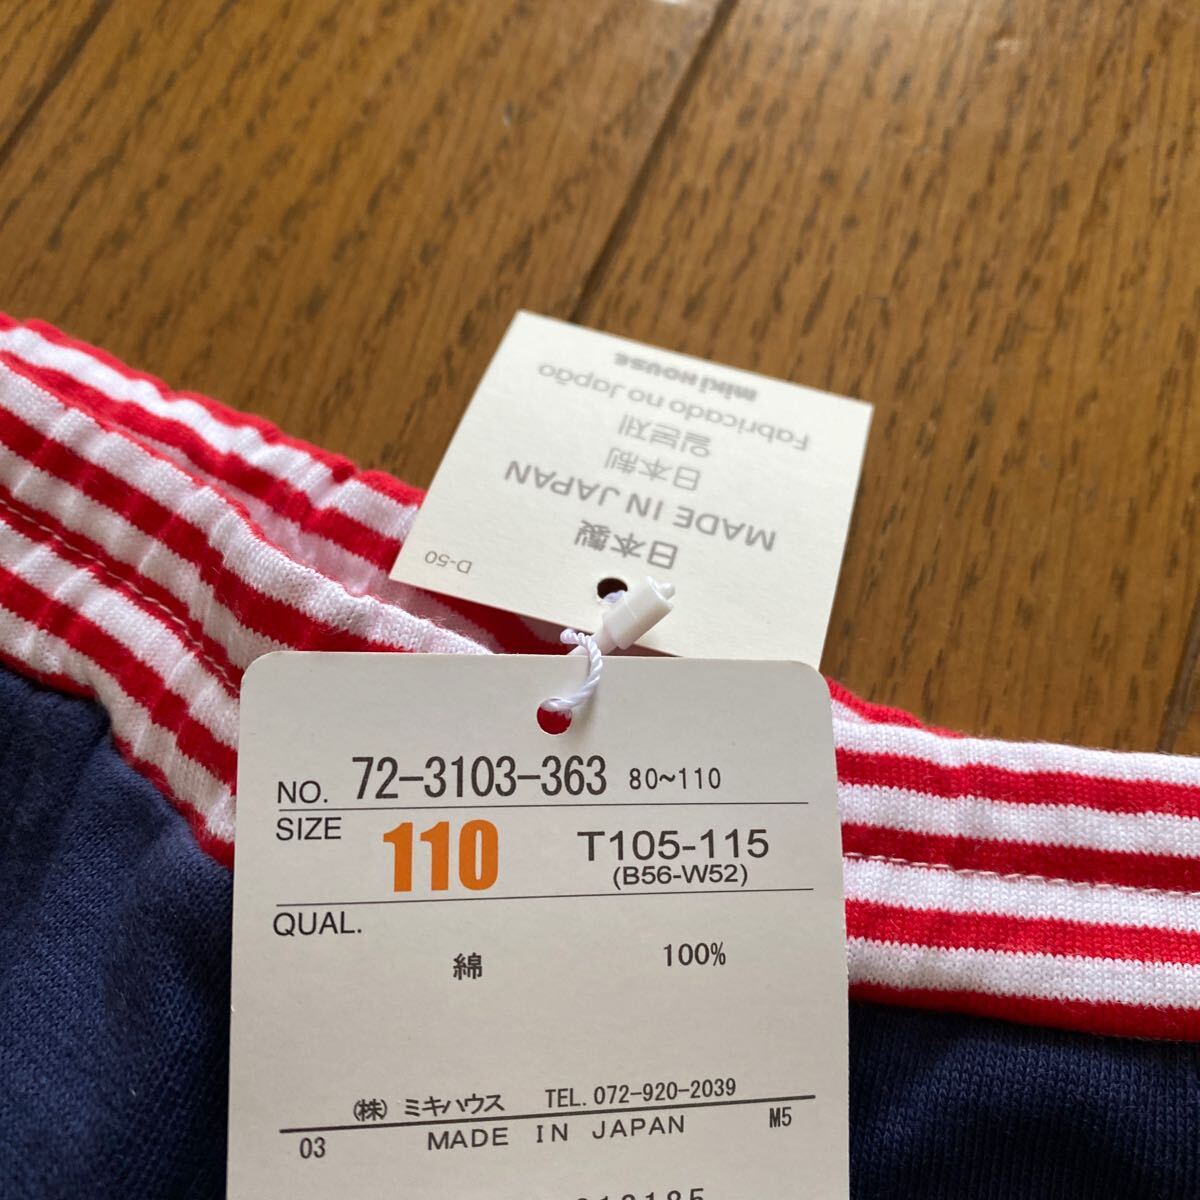 mikiHOUSE
Fabricado no Japão
일본제
日本制
MADE IN JAPAN
日本製
D-50
NO. 72-3103-363 80~110
SIZE 110 T105-115
(B56-W52)
QUAL.
綿 100%
㈱ ミキハウス TEL.072-920-2039
03 MADE IN JAPAN M5